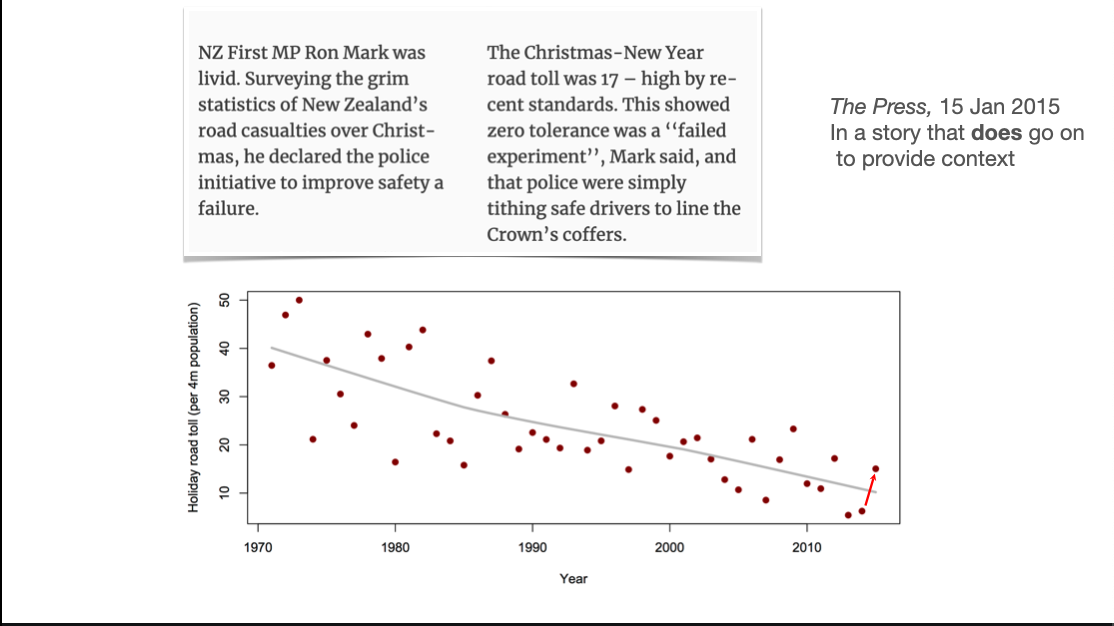 NZ First MP Ron Mark was
livid. Surveying the grim
statistics of New Zealand’s
road casualties over Christ-
mas, he declared the police
initiative to improve safety a
failure.
The Christmas-New Year
road toll was 17 – high by re-
cent standards. This showed
zero tolerance was a ‘‘failed
experiment’’, Mark said, and
that police were simply
tithing safe drivers to line the
Crown’s coffers.
The Press, 15 Jan 2015
In a story that does go on
to provide context
Holiday road toll (per 4m population)
50
40
30
20
10
1970 1980 1990 2000 2010
Year